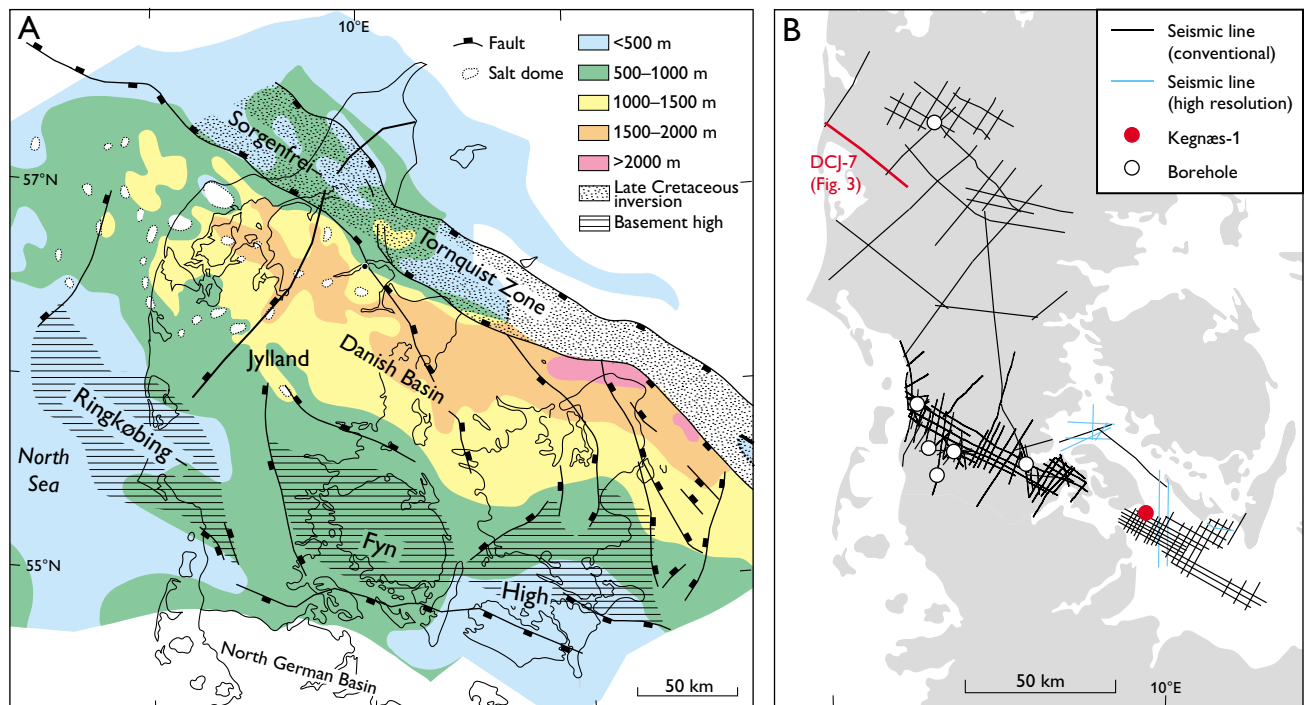 A
10°E
Fault
Salt dome
<500 m
500–1000 m
1000–1500 m
1500–2000 m
>2000 m
Late Cretaceous
inversion
Basement high
57°N
Sorgenfrei
Tornquist Zone
Jylland
Danish Basin
Ringkøbing
North
Sea
Fyn
55°N
High
North German Basin
50 km
B
Seismic line
(conventional)
Seismic line
(high resolution)
Kegnæs-1
Borehole
DCJ-7
(Fig. 3)
50 km
10°E